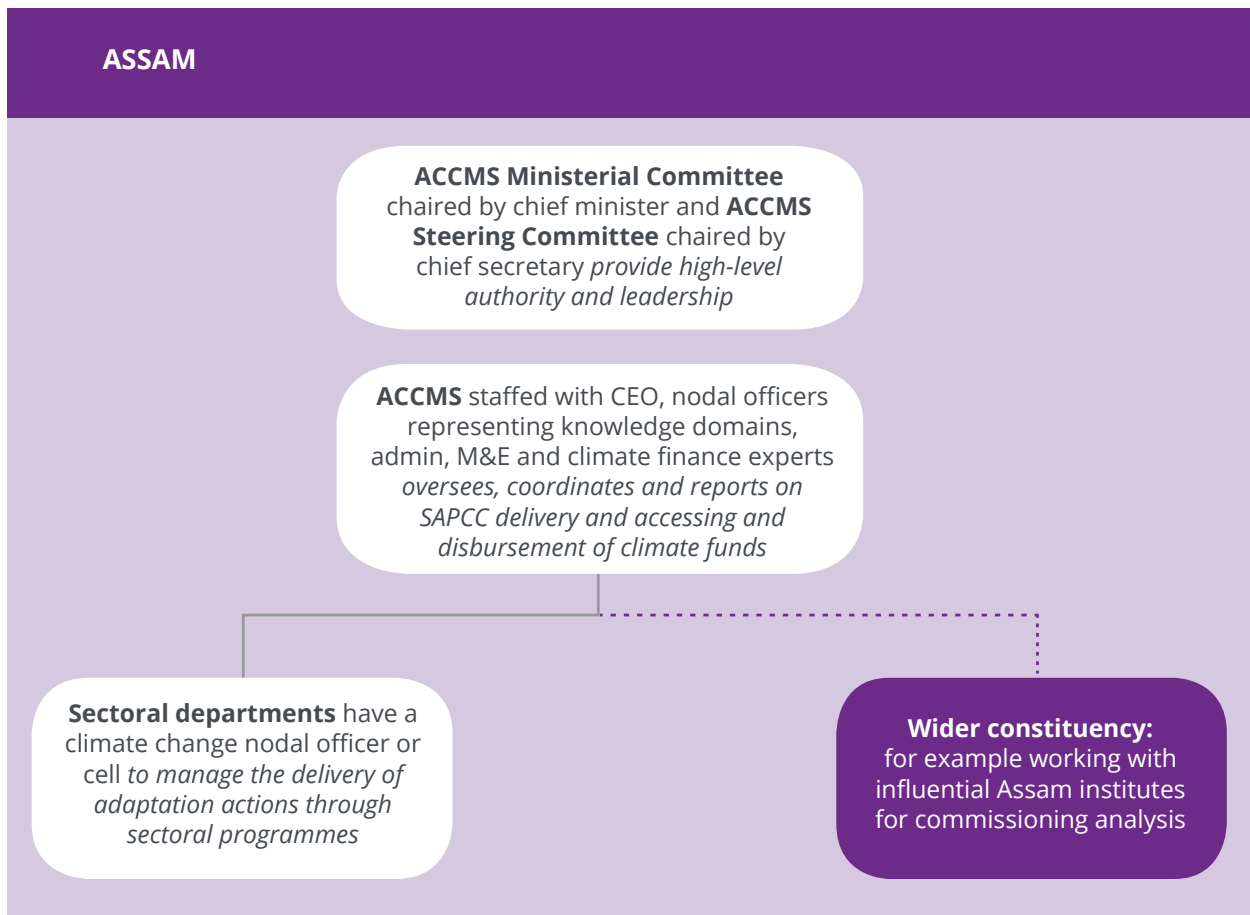 ASSAM
ACCMS Ministerial Committee
chaired by chief minister and ACCMS
Steering Committee chaired by
chief secretary provide high-level
authority and leadership
ACCMS staffed with CEO, nodal officers
representing knowledge domains,
admin, M&E and climate finance experts
oversees, coordinates and reports on
SAPCC delivery and accessing and
disbursement of climate funds
Sectoral departments have a
climate change nodal officer or
cell to manage the delivery of
adaptation actions through
sectoral programmes
Wider constituency:
for example working with
influential Assam institutes
for commissioning analysis